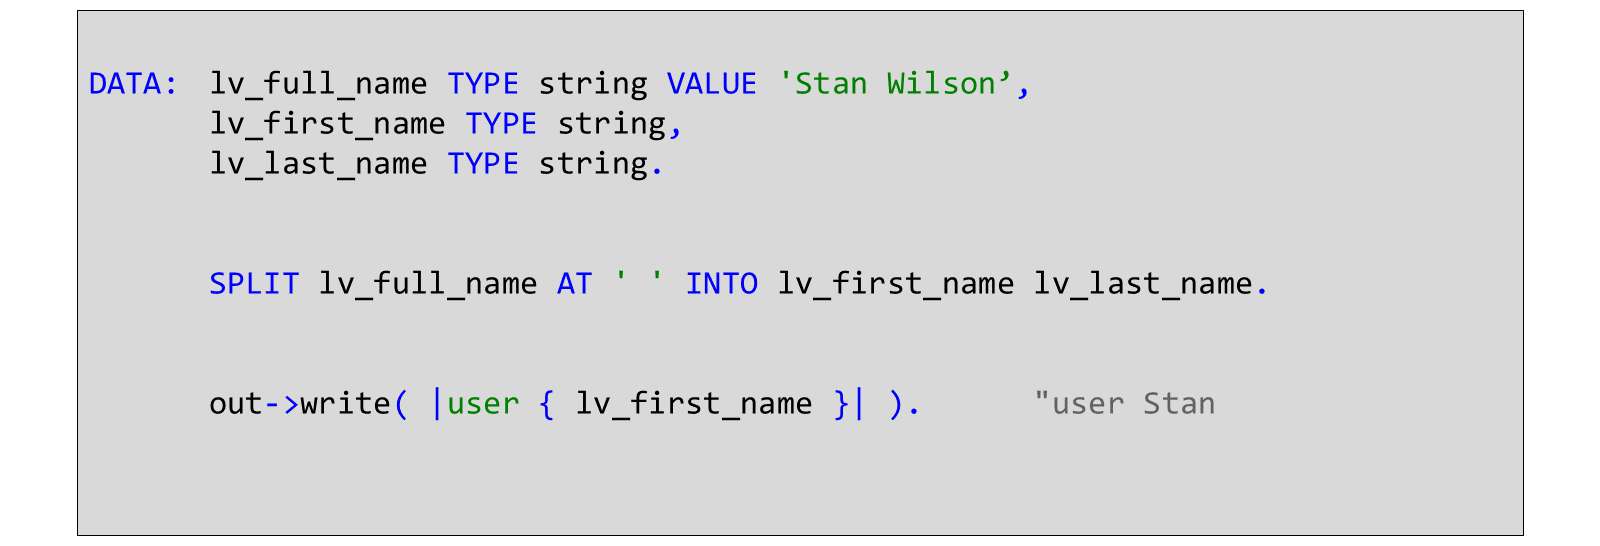 DATA: lv_full_name TYPE string VALUE 'Stan Wilson’,
lv_first_name TYPE string,
lv_last_name TYPE string.
SPLIT lv_full_name AT ' ' INTO lv_first_name lv_last_name.
out->write( |user { lv_first_name }| ). "user Stan